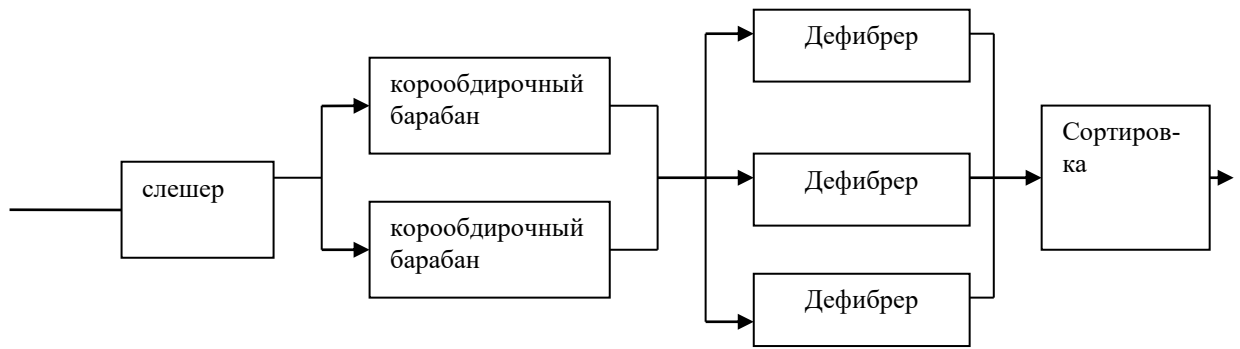 слешер
корообдирочный
барабан
корообдирочный
барабан
Дефибрер
Дефибрер
Дефибрер
Сортиров-
ка